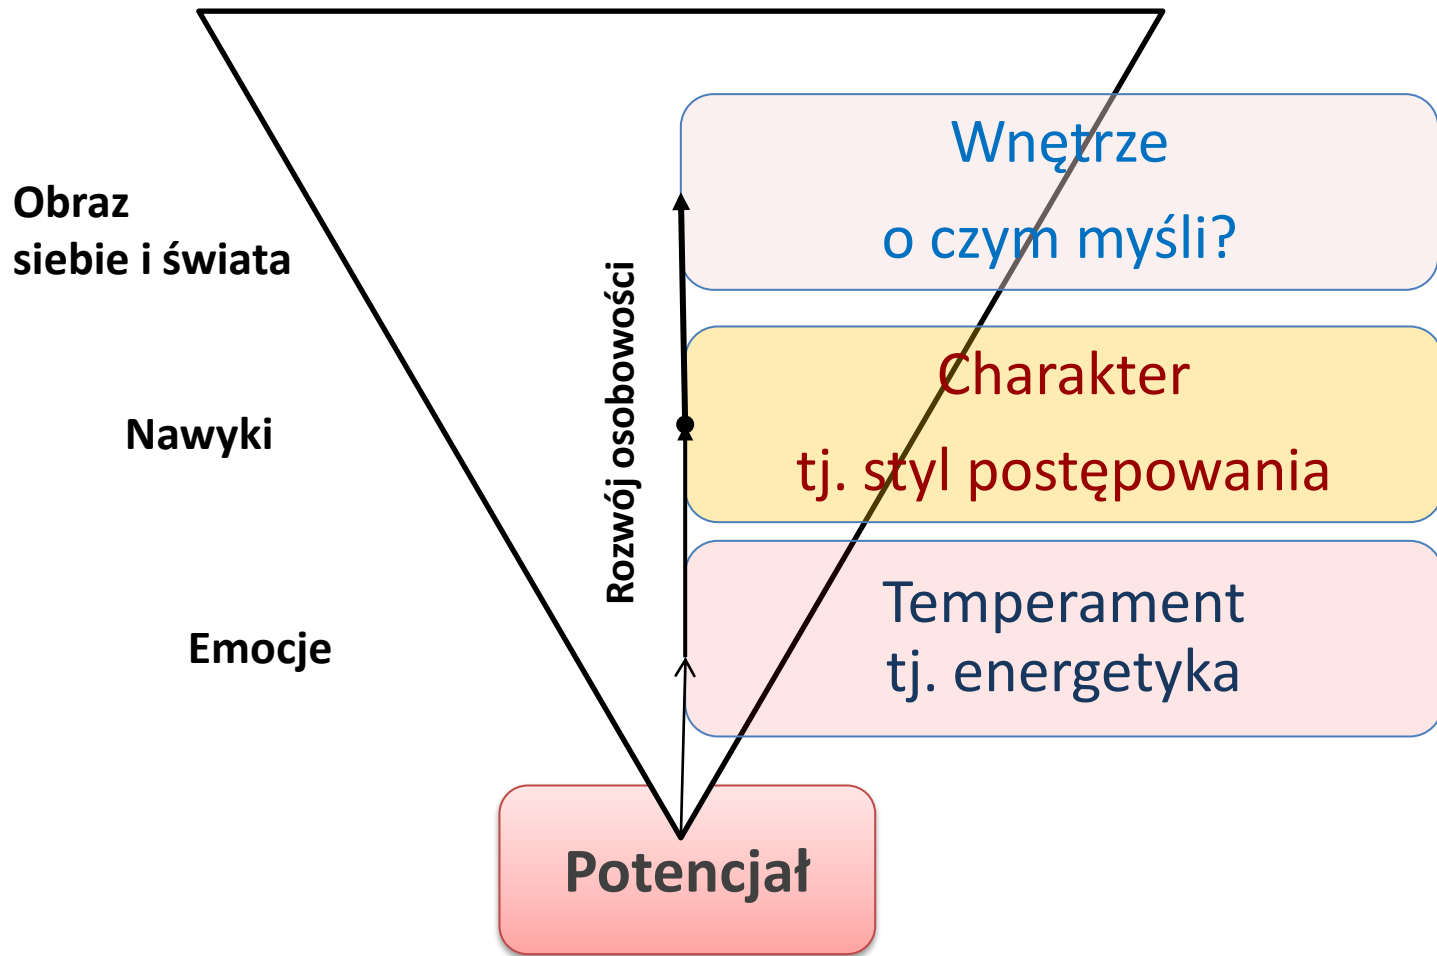 Wnętrze
o czym myśli?
Obraz
siebie i świata
Rozwój osobowości
Charakter
tj. styl postępowania
Nawyki
Temperament
tj. energetyka
Emocje
Potencjał